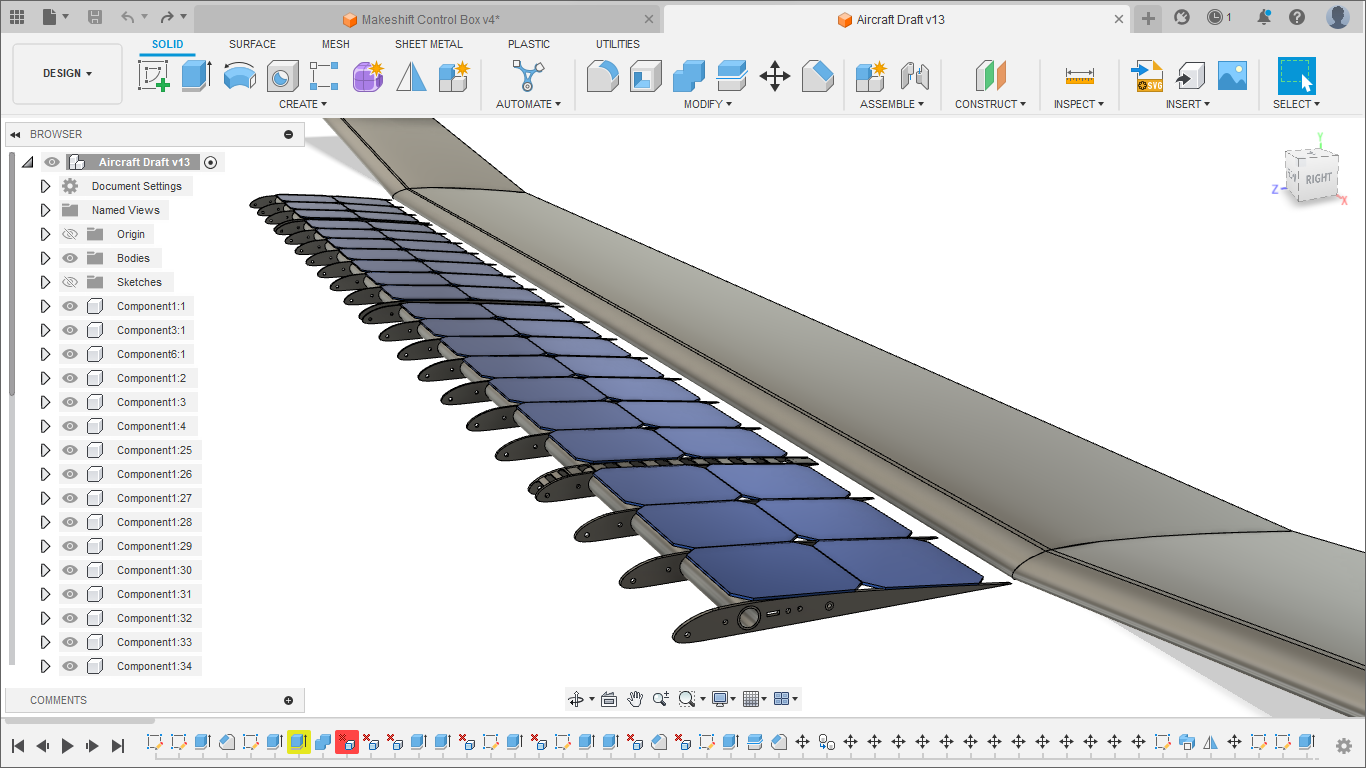 Makeshift Control Box v4*
Aircraft Draft v13
1
DESIGN
SOLID
SURFACE
MESH
SHEET METAL
PLASTIC
UTILITIES
SVG
CREATE
AUTOMATE
MODIFY
ASSEMBLE
CONSTRUCT
INSPECT
INSERT
SELECT
BROWSER
Aircraft Draft v13
Document Settings
Named Views
Origin
Bodies
Sketches
Component1:1
Component3:1
Component6:1
Component1:2
Component1:3
Component1:4
Component1:25
Component1:26
Component1:27
Component1:28
Component1:29
Component1:30
Component1:31
Component1:32
Component1:33
Component1:34
Y
RIGHT
Z
X
COMMENTS